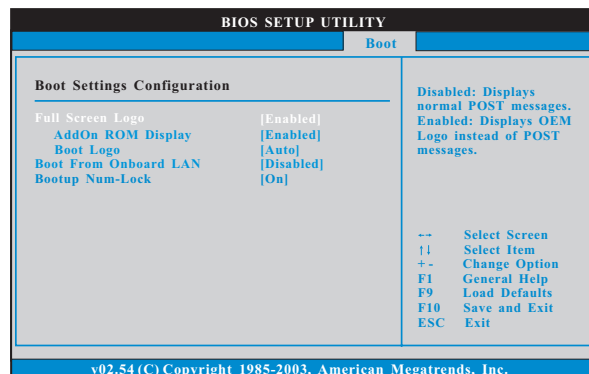 BIOS SETUP UTILITY
Boot
Boot Settings Configuration
Full Screen Logo [Enabled]
AddOn ROM Display [Enabled]
Boot Logo [Auto]
Boot From Onboard LAN [Disabled]
Bootup Num-Lock [On]
Disabled: Displays
normal POST messages.
Enabled: Displays OEM
Logo instead of POST
messages.
←→ Select Screen
↑↓ Select Item
+ - Change Option
F1 General Help
F9 Load Defaults
F10 Save and Exit
ESC Exit
v02.54 (C) Copyright 1985-2003, American Megatrends, Inc.